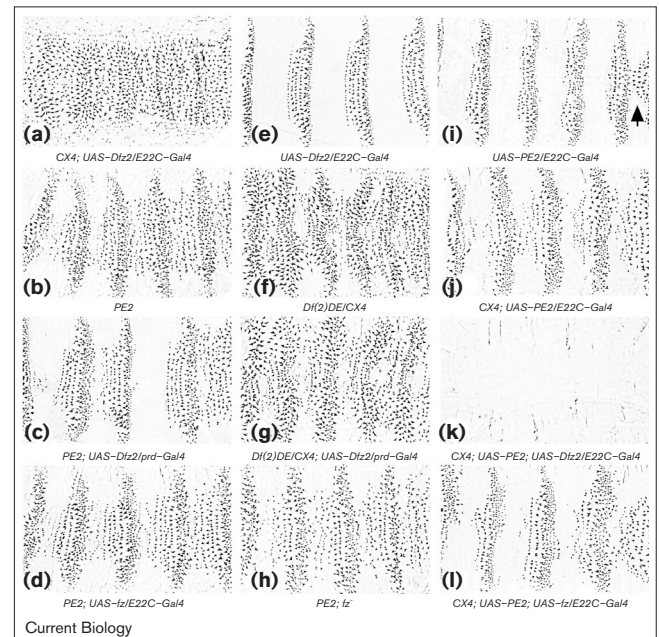 (a)
CX4; UAS–Dfz2/E22C–Gal4
(e)
UAS–Dfz2/E22C–Gal4
(i)
UAS–PE2/E22C–Gal4
(b)
PE2
(f)
Df(2)DE/CX4
(j)
CX4; UAS–PE2/E22C–Gal4
(c)
PE2; UAS–Dfz2/prd–Gal4
(g)
Df(2)DE/CX4; UAS–Dfz2/prd–Gal4
(k)
CX4; UAS–PE2; UAS–Dfz2/E22C–Gal4
(d)
PE2; UAS–fz/E22C–Gal4
(h)
PE2; fz⁻
(l)
CX4; UAS–PE2; UAS–fz/E22C–Gal4
Current Biology